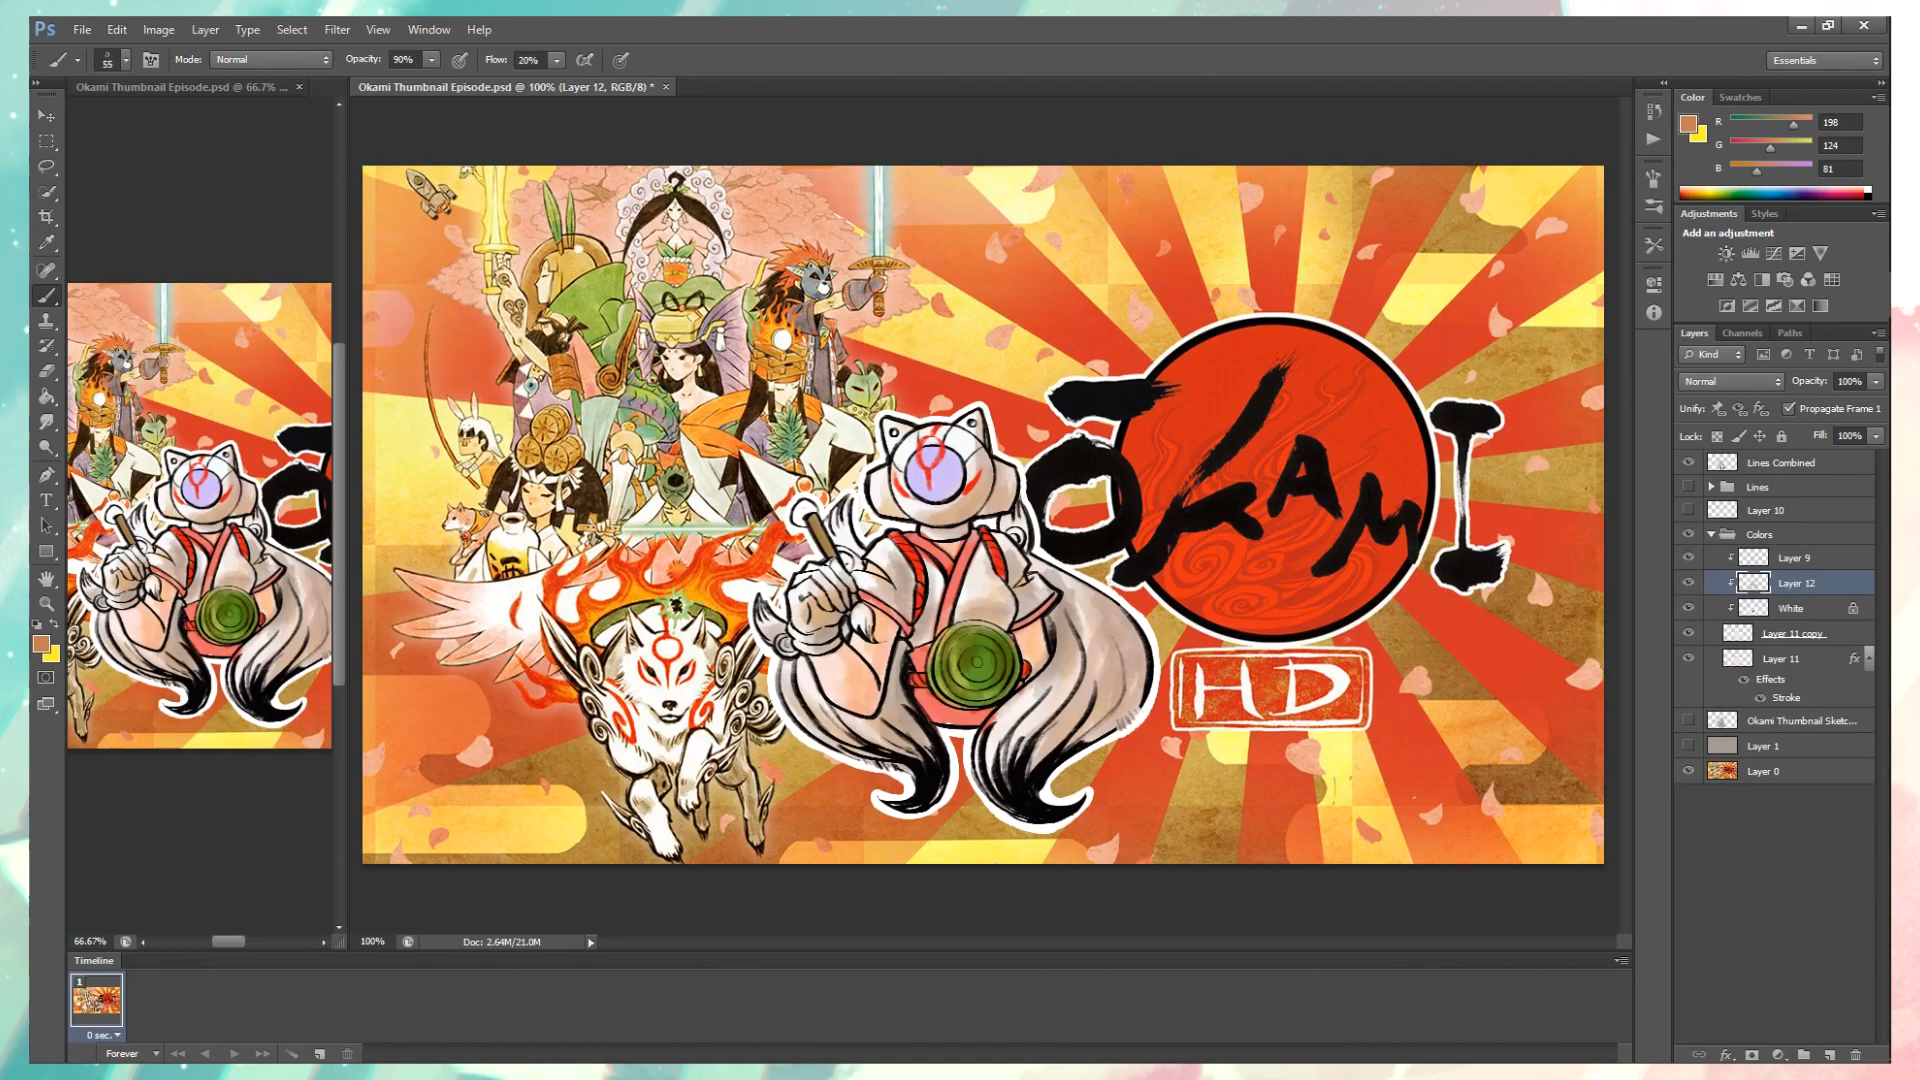 Ps File Edit Image Layer Type Select Filter View Window Help
55 Mode: Normal Opacity: 90% Flow: 20% Essentials
Okami Thumbnail Episode.psd @ 66.7% ... × Okami Thumbnail Episode.psd @ 100% (Layer 12, RGB/8) * ×
Color Swatches
R 198
G 124
B 81
Adjustments Styles
Add an adjustment
Layers Channels Paths
Kind
Normal Opacity: 100%
Unify: Propagate Frame 1
Lock: Fill: 100%
Lines Combined
Lines
Layer 10
Colors
Layer 9
Layer 12
White
Layer 11 copy
Layer 11 fx
Effects
Stroke
Okami Thumbnail Sketc...
Layer 1
Layer 0
OKAMI
HD
66.67% 100% Doc: 2.64M/21.0M
Timeline
1
0 sec.
Forever
fx